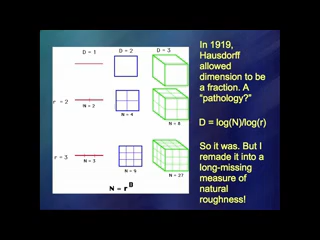 D = 1
D = 2
D = 3
r = 2
N = 2
N = 4
N = 8
r = 3
N = 3
N = 9
N = 27
N = r^D
In 1919,
Hausdorff
allowed
dimension to be
a fraction. A
"pathology?"
D = log(N)/log(r)
So it was. But I
remade it into a
long-missing
measure of
natural
roughness!